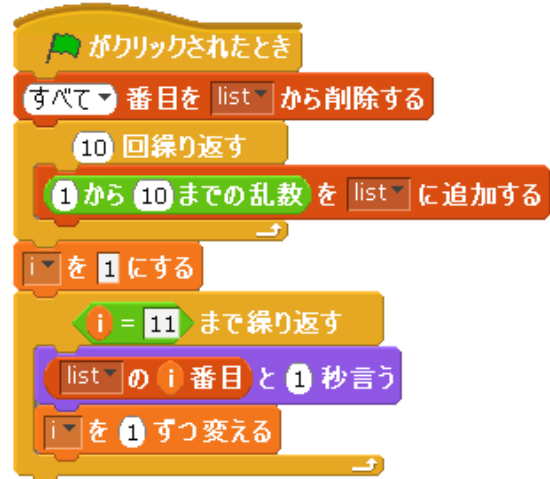 がクリックされたとき
すべて 番目を list から削除する
10 回繰り返す
1 から 10 までの乱数 を list に追加する
i を 1 にする
i = 11 まで繰り返す
list の i 番目 と 1 秒言う
i を 1 ずつ変える